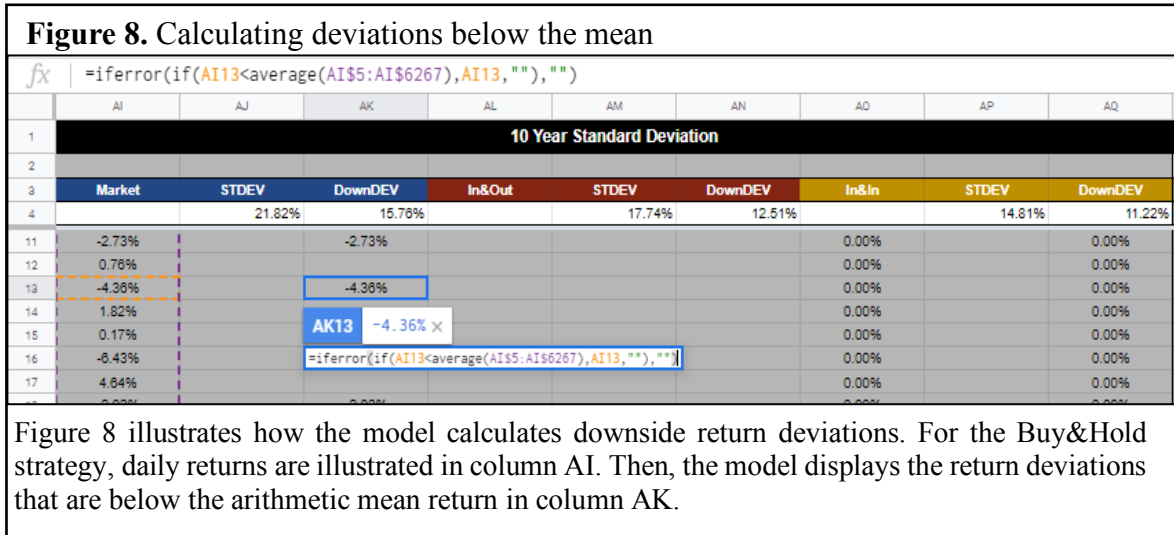 Figure 8. Calculating deviations below the mean
fx =iferror(if(AI13<average(AI$5:AI$6267),AI13,""),"")
AI AJ AK AL AM AN AO AP AQ
1 10 Year Standard Deviation
2
3 Market STDEV DownDEV In&Out STDEV DownDEV In&In STDEV DownDEV
4 21.82% 15.76% 17.74% 12.51% 14.81% 11.22%
11 -2.73% -2.73% 0.00% 0.00%
12 0.76% 0.00% 0.00%
13 -4.36% -4.36% 0.00% 0.00%
14 1.82% 0.00% 0.00%
AK13 -4.36% ×
15 0.17% 0.00% 0.00%
16 -6.43% =iferror(if(AI13<average(AI$5:AI$6267),AI13,""),"") 0.00% 0.00%
17 4.64% 0.00% 0.00%
Figure 8 illustrates how the model calculates downside return deviations. For the Buy&Hold
strategy, daily returns are illustrated in column AI. Then, the model displays the return deviations
that are below the arithmetic mean return in column AK.